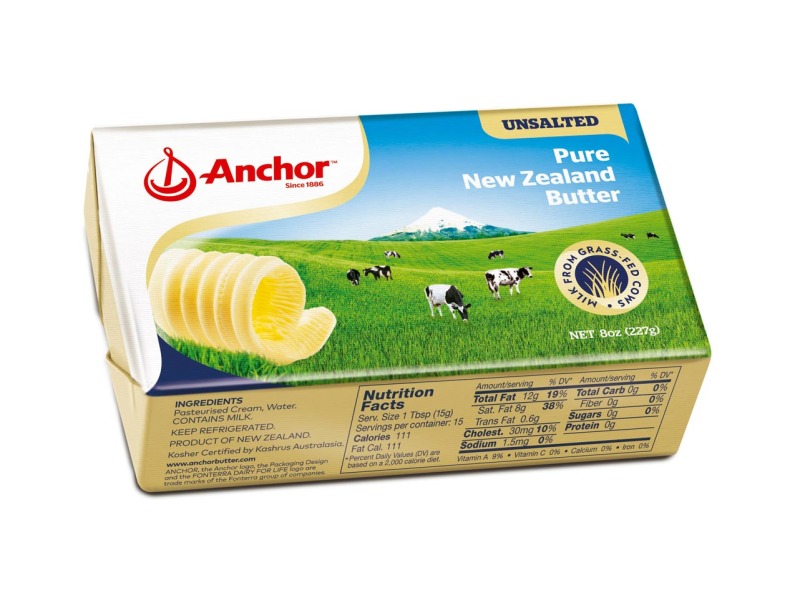 UNSALTED
Anchor™
Since 1886
Pure
New Zealand
Butter
MILK FROM GRASS-FED COWS •
NET 8oz (227g)
INGREDIENTS
Pasteurised Cream, Water.
CONTAINS MILK.
KEEP REFRIGERATED.
PRODUCT OF NEW ZEALAND.
Kosher Certified by Kashrus Australasia.
www.anchorbutter.com
ANCHOR, the Anchor logo, the Packaging Design
and the FONTERRA DAIRY FOR LIFE logo are
trade marks of the Fonterra group of companies.
Nutrition
Facts
Serv. Size 1 Tbsp (15g)
Servings per container: 15
Calories 111
Fat Cal. 111
*Percent Daily Values (DV) are
based on a 2,000 calorie diet.
Amount/serving % DV* Amount/serving % DV*
Total Fat 12g 19% Total Carb 0g 0%
Sat. Fat 8g 38% Fiber 0g 0%
Trans Fat 0.6g Sugars 0g 0%
Cholest. 30mg 10% Protein 0g
Sodium 1.5mg 0%
Vitamin A 9% • Vitamin C 0% • Calcium 0% • Iron 0%